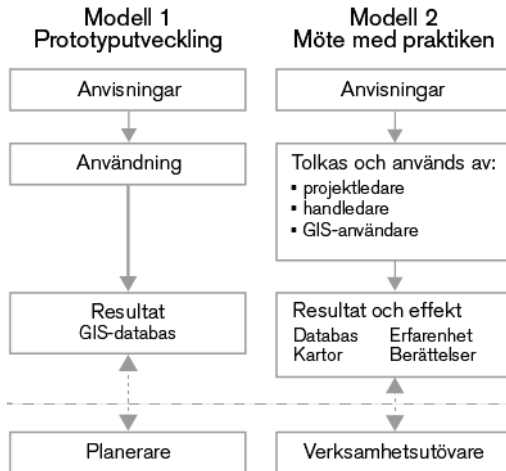 Modell 1
Prototyputveckling
Anvisningar
Användning
Resultat
GIS-databas
Planerare
Modell 2
Möte med praktiken
Anvisningar
Tolkas och används av:
▪ projektledare
▪ handledare
▪ GIS-användare
Resultat och effekt
Databas Erfarenhet
Kartor Berättelser
Verksamhetsutövare